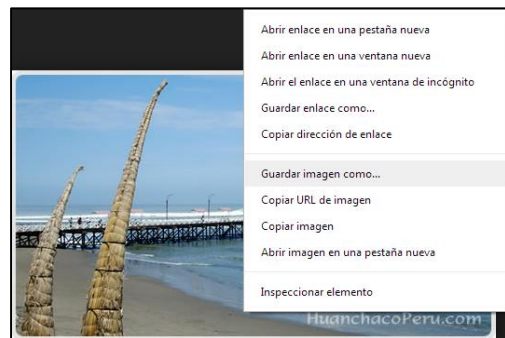 Abrir enlace en una pestaña nueva
Abrir enlace en una ventana nueva
Abrir el enlace en una ventana de incógnito
Guardar enlace como...
Copiar dirección de enlace
Guardar imagen como...
Copiar URL de imagen
Copiar imagen
Abrir imagen en una pestaña nueva
Inspeccionar elemento
HuanchacoPeru.com